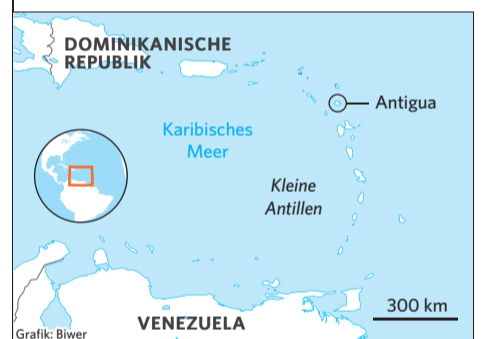 DOMINIKANISCHE
REPUBLIK
Antigua
Karibisches
Meer
Kleine
Antillen
300 km
VENEZUELA
Grafik: Biwer